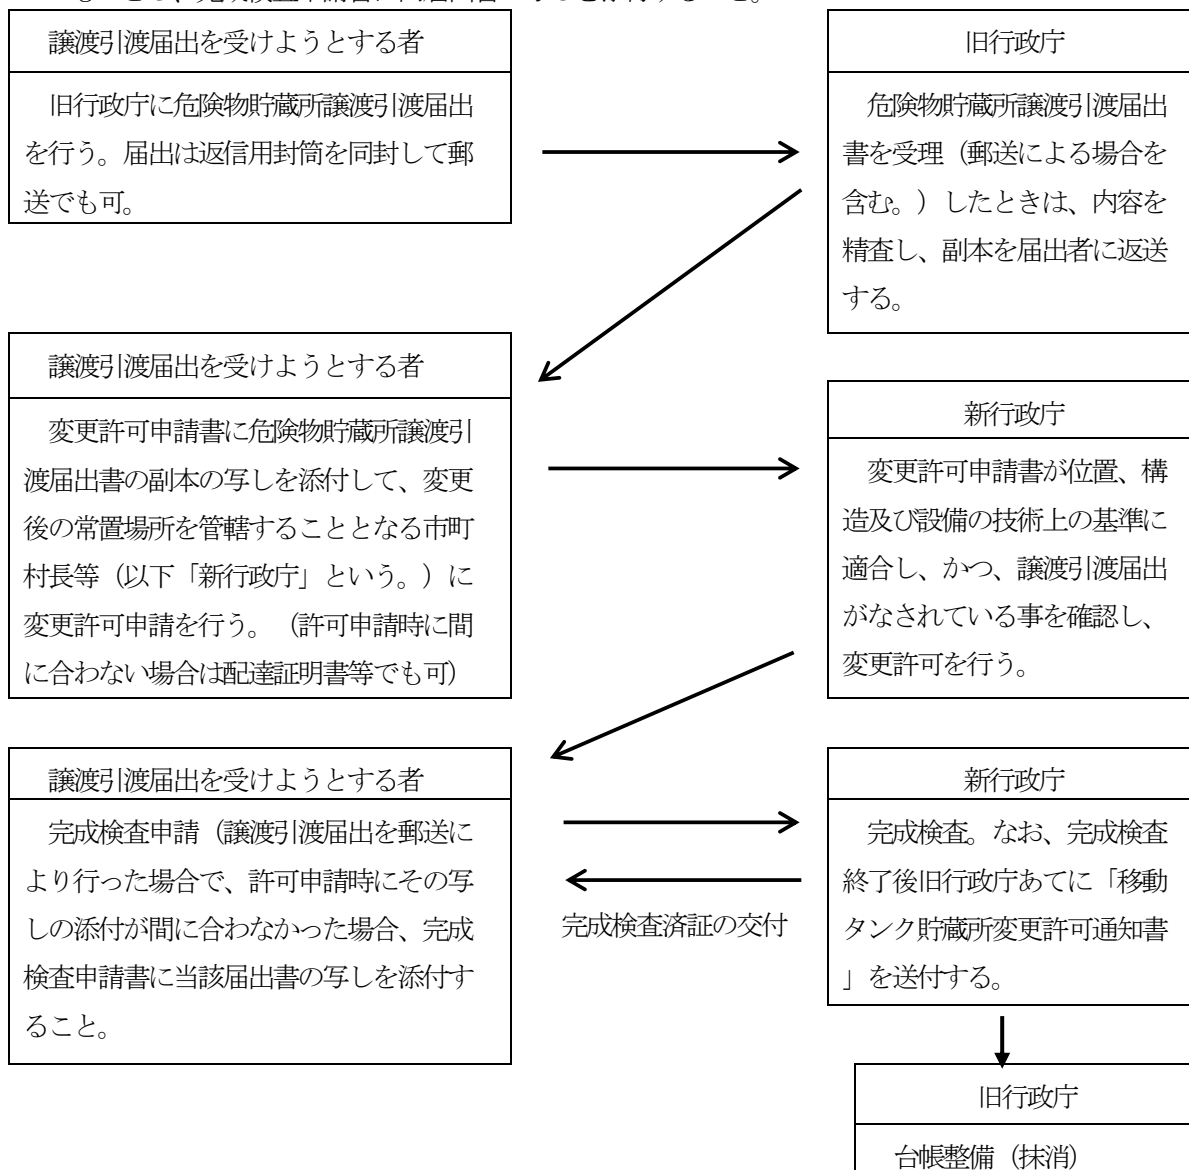 譲渡引渡届出を受けようとする者
旧行政庁に危険物貯蔵所譲渡引渡届出
を行う。届出は返信用封筒を同封して郵
送でも可。
旧行政庁
危険物貯蔵所譲渡引渡届出
書を受理（郵送による場合を
含む。）したときは、内容を
精査し、副本を届出者に返送
する。
譲渡引渡届出を受けようとする者
変更許可申請書に危険物貯蔵所譲渡引
渡届出書の副本の写しを添付して、変更
後の常置場所を管轄することとなる市町
村長等（以下「新行政庁」という。）に
変更許可申請を行う。（許可申請時に間
に合わない場合は配達証明書等でも可）
新行政庁
変更許可申請書が位置、構
造及び設備の技術上の基準に
適合し、かつ、譲渡引渡届出
がなされている事を確認し、
変更許可を行う。
譲渡引渡届出を受けようとする者
完成検査申請（譲渡引渡届出を郵送に
より行った場合で、許可申請時にその写
しの添付が間に合わなかった場合、完成
検査申請書に当該届出書の写しを添付す
ること。
完成検査済証の交付
新行政庁
完成検査。なお、完成検査
終了後旧行政庁あてに「移動
タンク貯蔵所変更許可通知書
」を送付する。
旧行政庁
台帳整備（抹消）